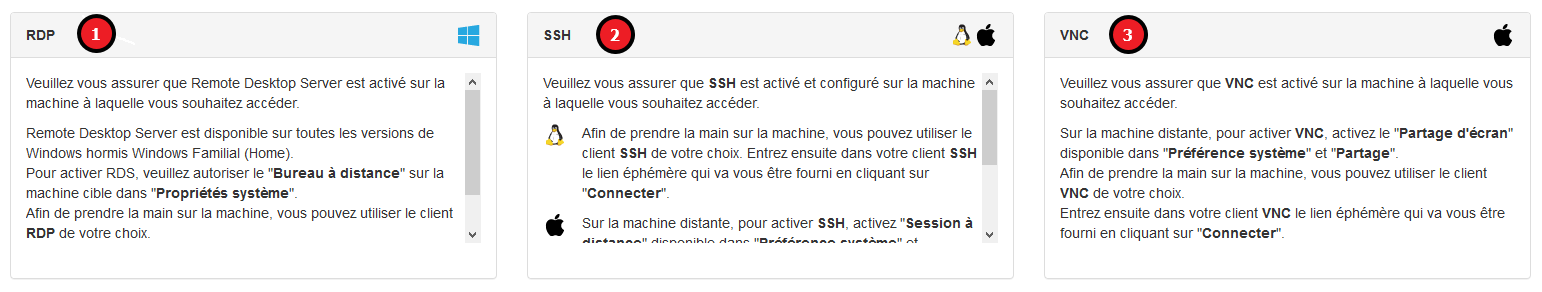 RDP 1
Veuillez vous assurer que Remote Desktop Server est activé sur la
machine à laquelle vous souhaitez accéder.
Remote Desktop Server est disponible sur toutes les versions de
Windows hormis Windows Familial (Home).
Pour activer RDS, veuillez autoriser le "Bureau à distance" sur la
machine cible dans "Propriétés système".
Afin de prendre la main sur la machine, vous pouvez utiliser le client
RDP de votre choix.
SSH 2
Veuillez vous assurer que SSH est activé et configuré sur la machine
à laquelle vous souhaitez accéder.
Afin de prendre la main sur la machine, vous pouvez utiliser le
client SSH de votre choix. Entrez ensuite dans votre client SSH
le lien éphémère qui va vous être fourni en cliquant sur
"Connecter".
Sur la machine distante, pour activer SSH, activez "Session à
distance" disponible dans "Préférence système" et
VNC 3
Veuillez vous assurer que VNC est activé sur la machine à laquelle vous
souhaitez accéder.
Sur la machine distante, pour activer VNC, activez le "Partage d'écran"
disponible dans "Préférence système" et "Partage".
Afin de prendre la main sur la machine, vous pouvez utiliser le client
VNC de votre choix.
Entrez ensuite dans votre client VNC le lien éphémère qui va vous être
fourni en cliquant sur "Connecter".